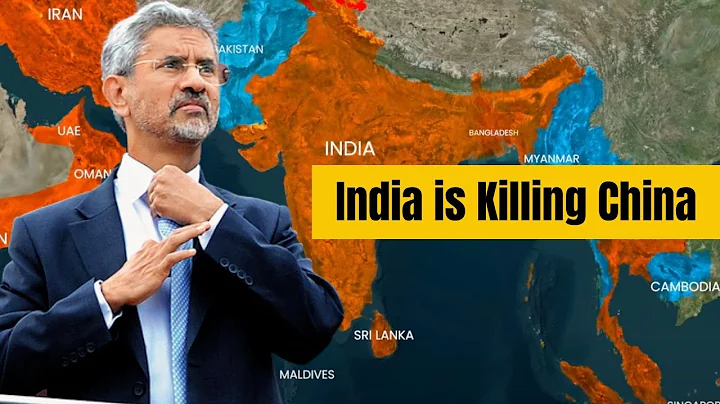 IRAN
PAKISTAN
UAE
OMAN
INDIA
BANGLADESH
MYANMAR
India is Killing China
CAMBODIA
SRI LANKA
MALDIVES